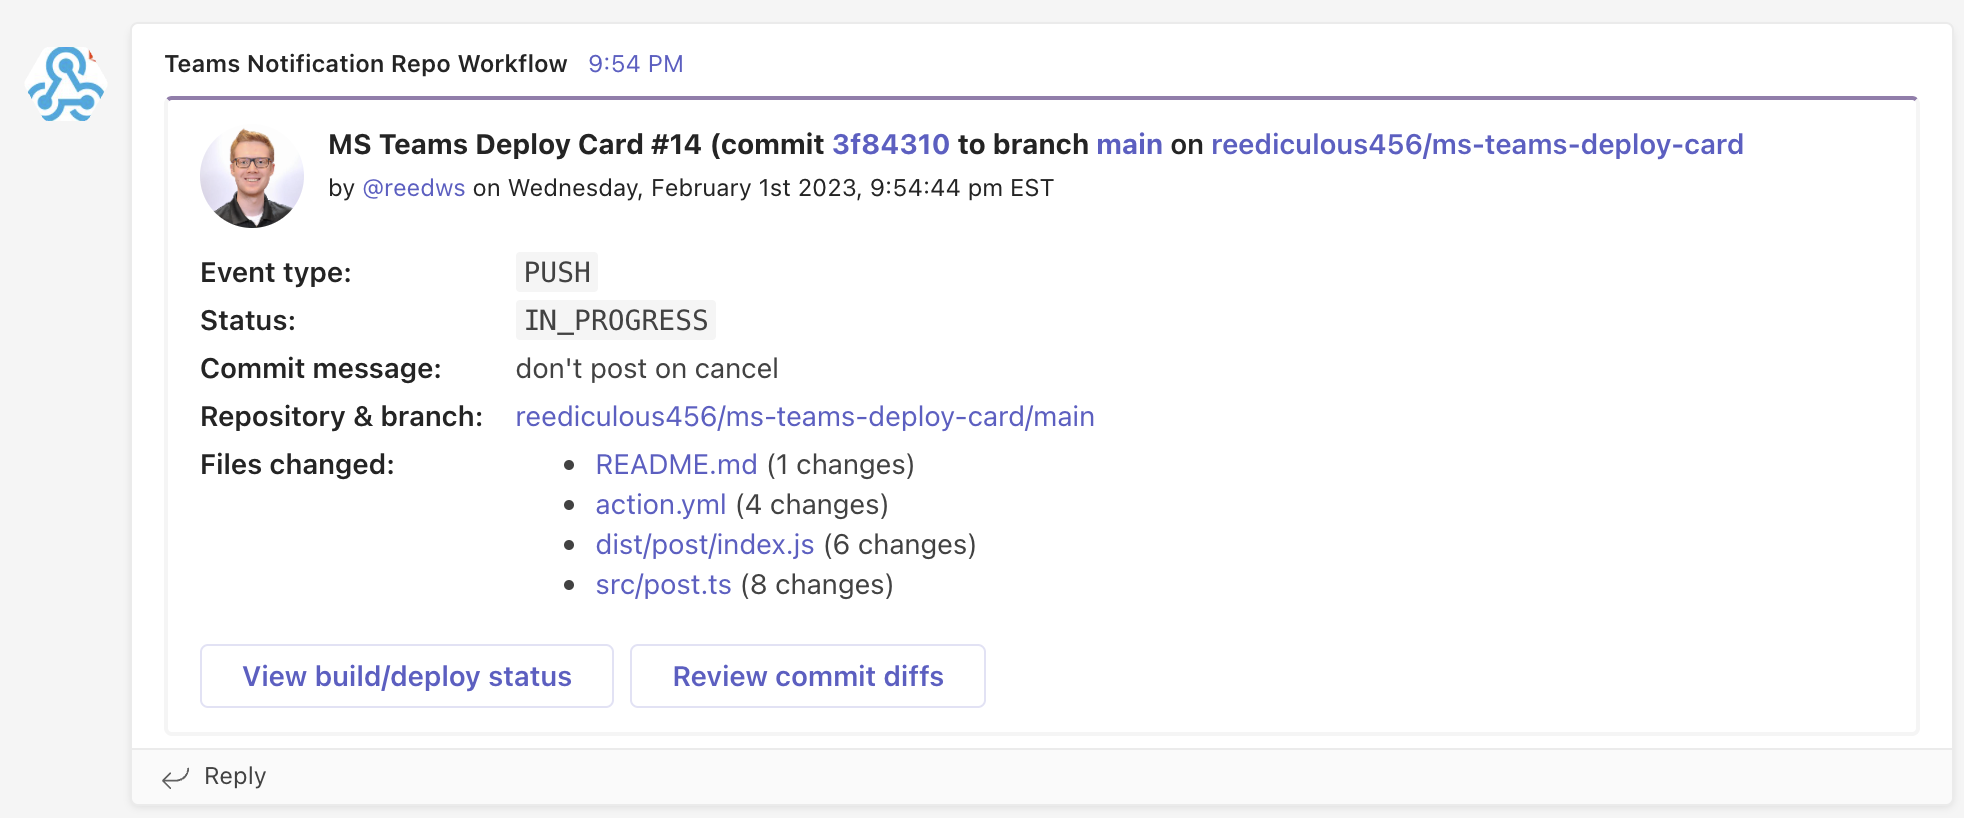 Teams Notification Repo Workflow 9:54 PM
MS Teams Deploy Card #14 (commit 3f84310 to branch main on reediculous456/ms-teams-deploy-card
by @reedws on Wednesday, February 1st 2023, 9:54:44 pm EST
Event type: PUSH
Status: IN_PROGRESS
Commit message: don't post on cancel
Repository & branch: reediculous456/ms-teams-deploy-card/main
Files changed: • README.md (1 changes)
• action.yml (4 changes)
• dist/post/index.js (6 changes)
• src/post.ts (8 changes)
View build/deploy status Review commit diffs
Reply